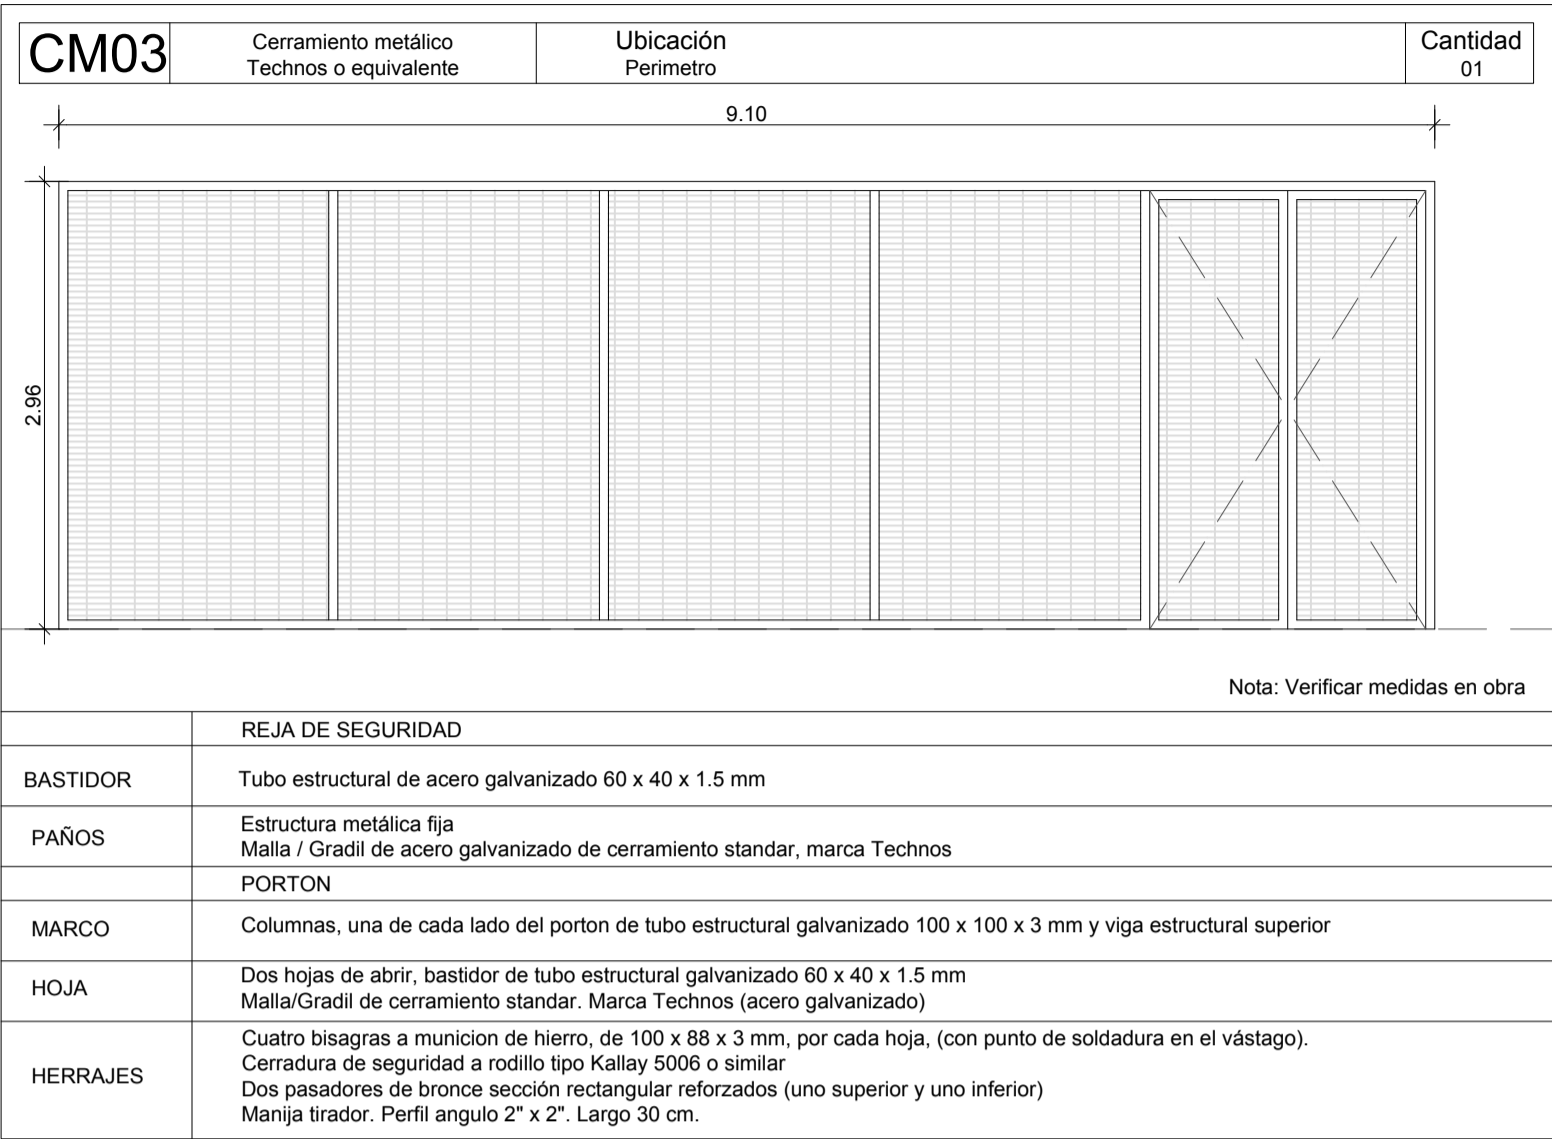 CM03
Cerramiento metálico
Technos o equivalente
Ubicación
Perimetro
Cantidad
01
9.10
2.96
Nota: Verificar medidas en obra
REJA DE SEGURIDAD
BASTIDOR
Tubo estructural de acero galvanizado 60 x 40 x 1.5 mm
PAÑOS
Estructura metálica fija
Malla / Gradil de acero galvanizado de cerramiento standar, marca Technos
PORTON
MARCO
Columnas, una de cada lado del porton de tubo estructural galvanizado 100 x 100 x 3 mm y viga estructural superior
HOJA
Dos hojas de abrir, bastidor de tubo estructural galvanizado 60 x 40 x 1.5 mm
Malla/Gradil de cerramiento standar. Marca Technos (acero galvanizado)
HERRAJES
Cuatro bisagras a municion de hierro, de 100 x 88 x 3 mm, por cada hoja, (con punto de soldadura en el vástago).
Cerradura de seguridad a rodillo tipo Kallay 5006 o similar
Dos pasadores de bronce sección rectangular reforzados (uno superior y uno inferior)
Manija tirador. Perfil angulo 2" x 2". Largo 30 cm.